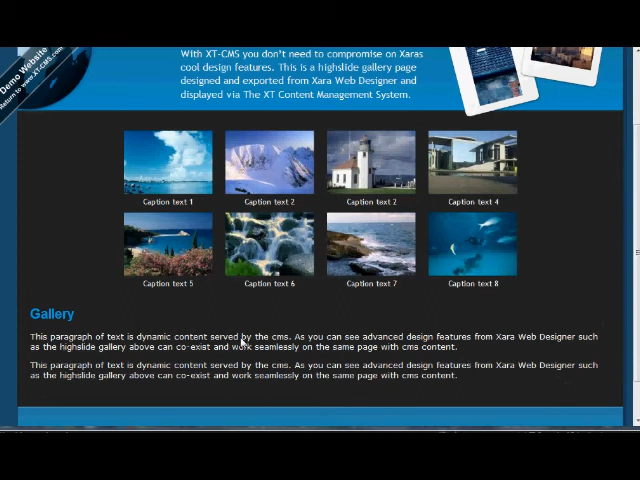 Demo Website
Return to www.XT-CMS.com
With XT-CMS you don't need to compromise on Xaras
cool design features. This is a highslide gallery page
designed and exported from Xara Web Designer and
displayed via The XT Content Management System.
Caption text 1
Caption text 2
Caption text 2
Caption text 4
Caption text 5
Caption text 6
Caption text 7
Caption text 8
Gallery
This paragraph of text is dynamic content served by the cms. As you can see advanced design features from Xara Web Designer such
as the highslide gallery above can co-exist and work seamlessly on the same page with cms content.
This paragraph of text is dynamic content served by the cms. As you can see advanced design features from Xara Web Designer such
as the highslide gallery above can co-exist and work seamlessly on the same page with cms content.